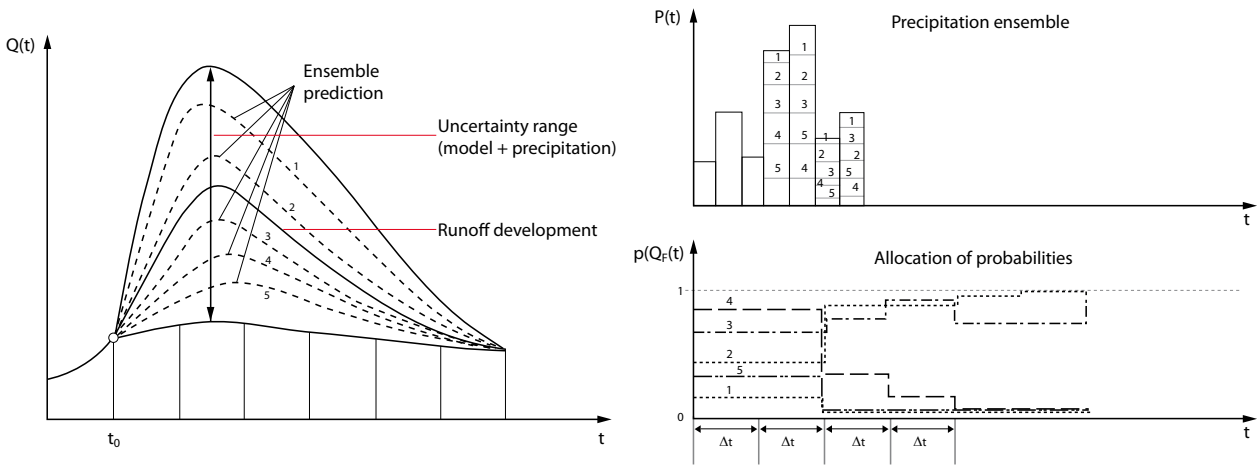 Q(t)
Ensemble
prediction
Uncertainty range
(model + precipitation)
Runoff development
1
2
3
4
5
t0
t
P(t)
Precipitation ensemble
1
2
3
4
5
1
2
3
5
4
1
2
3
4
5
1
3
2
5
4
t
p(QF(t)
Allocation of probabilities
1
4
3
2
5
1
0
t
Δt
Δt
Δt
Δt